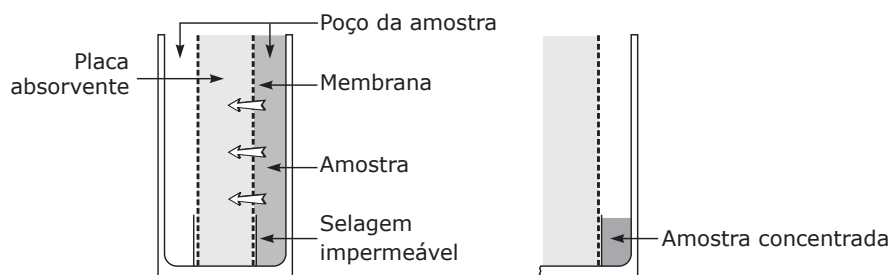 Poço da amostra
Placa
absorvente
Membrana
Amostra
Selagem
impermeável
Amostra concentrada